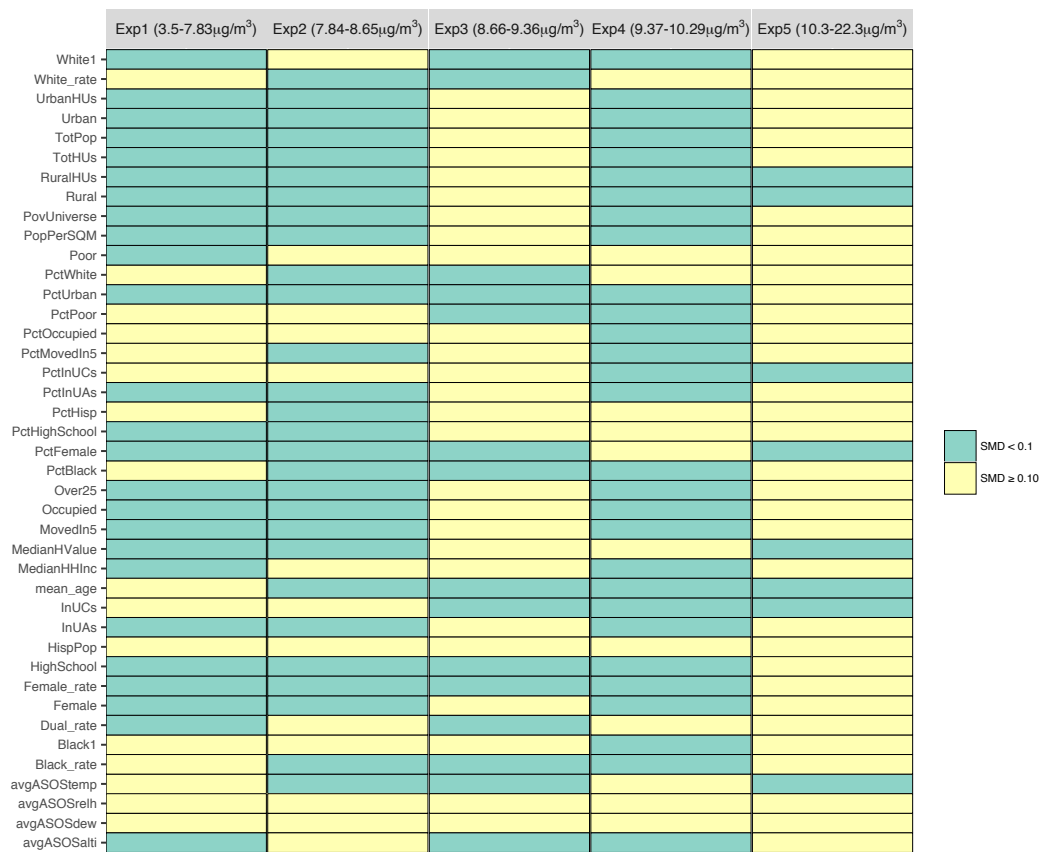 Exp1 (3.5-7.83μg/m³) Exp2 (7.84-8.65μg/m³) Exp3 (8.66-9.36μg/m³) Exp4 (9.37-10.29μg/m³) Exp5 (10.3-22.3μg/m³)
White1
White_rate
UrbanHUs
Urban
TotPop
TotHUs
RuralHUs
Rural
PovUniverse
PopPerSQM
Poor
PctWhite
PctUrban
PctPoor
PctOccupied
PctMovedIn5
PctInUCs
PctInUAs
PctHisp
PctHighSchool
PctFemale
PctBlack
Over25
Occupied
MovedIn5
MedianHValue
MedianHHInc
mean_age
InUCs
InUAs
HispPop
HighSchool
Female_rate
Female
Dual_rate
Black1
Black_rate
avgASOStemp
avgASOSrelh
avgASOSdew
avgASOSalti
SMD < 0.1
SMD ≥ 0.10